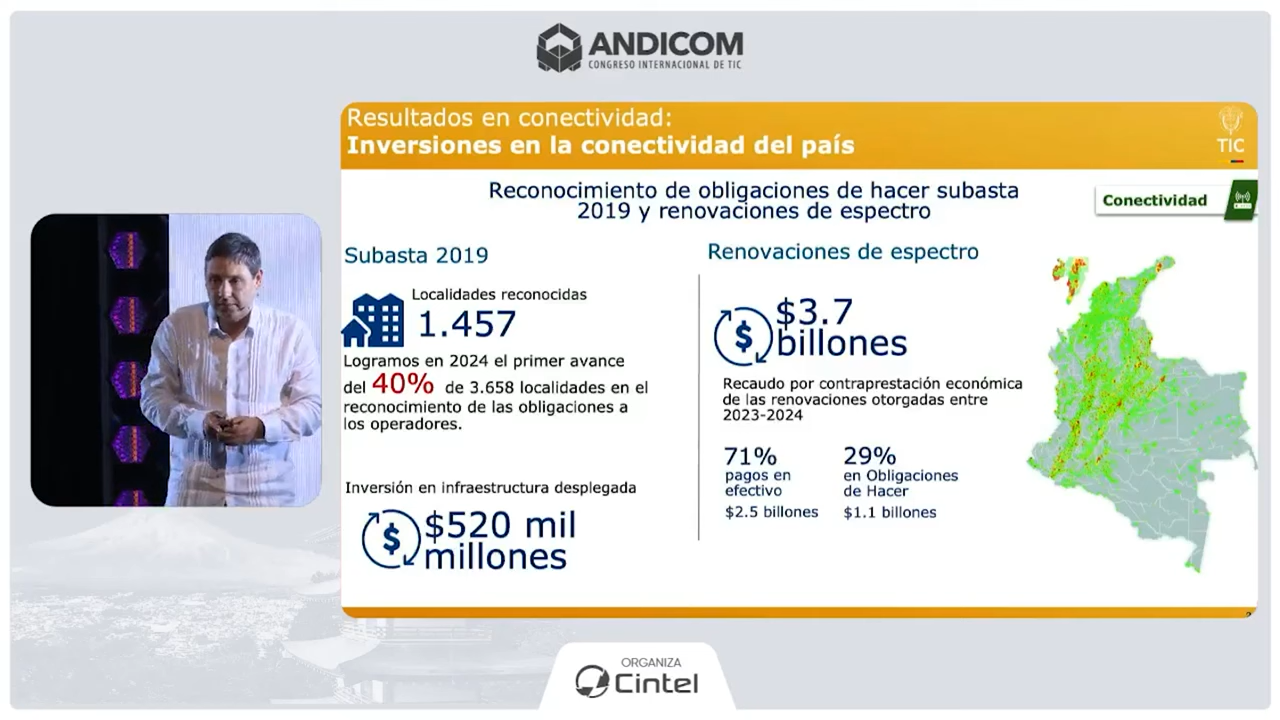 ANDICOM
CONGRESO INTERNACIONAL DE TIC
Resultados en conectividad:
Inversiones en la conectividad del país
TIC
Reconocimiento de obligaciones de hacer subasta
2019 y renovaciones de espectro
Conectividad
Subasta 2019
Localidades reconocidas
1.457
Logramos en 2024 el primer avance
del 40% de 3.658 localidades en el
reconocimiento de las obligaciones a
los operadores.
Inversión en infraestructura desplegada
$
$520 mil
millones
Renovaciones de espectro
$
$3.7
billones
Recaudo por contraprestación económica
de las renovaciones otorgadas entre
2023-2024
71%
pagos en
efectivo
$2.5 billones
29%
en Obligaciones
de Hacer
$1.1 billones
ORGANIZA
Cintel